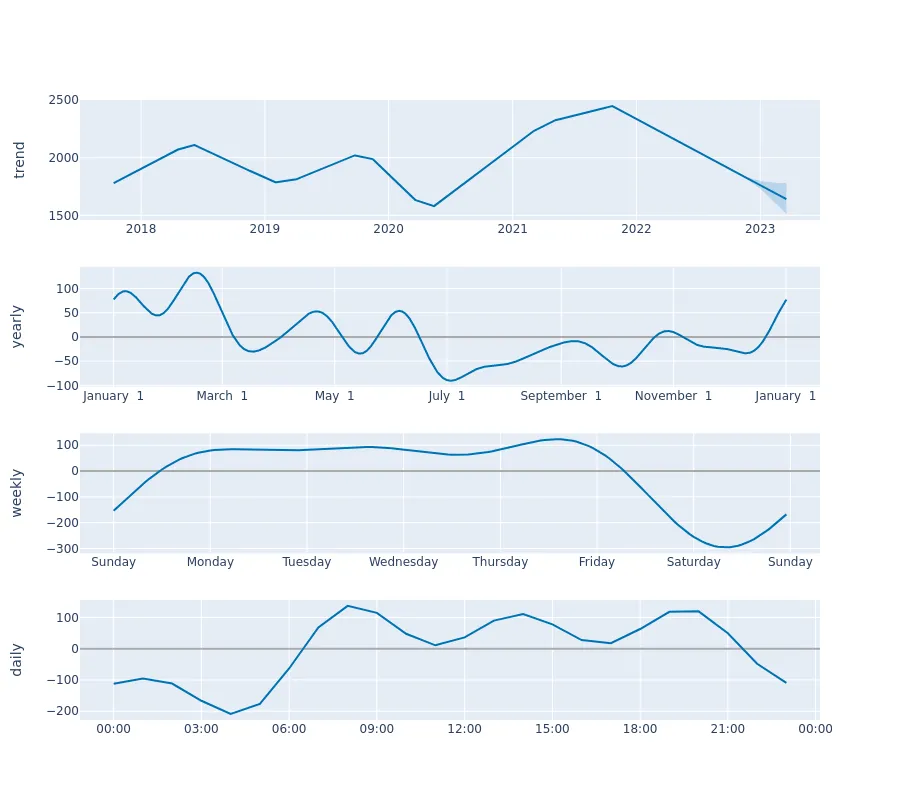 trend
2500
2000
1500
2018 2019 2020 2021 2022 2023
yearly
100
50
0
−50
−100
January 1 March 1 May 1 July 1 September 1 November 1 January 1
weekly
100
0
−100
−200
−300
Sunday Monday Tuesday Wednesday Thursday Friday Saturday Sunday
daily
100
0
−100
−200
00:00 03:00 06:00 09:00 12:00 15:00 18:00 21:00 00:00